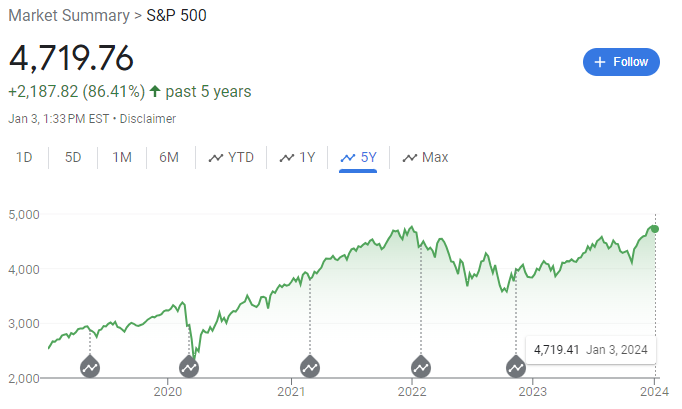 Market Summary > S&P 500
4,719.76
+ Follow
+2,187.82 (86.41%) ↑ past 5 years
Jan 3, 1:33 PM EST • Disclaimer
1D 5D 1M 6M YTD 1Y 5Y Max
5,000
4,000
3,000
2,000
4,719.41 Jan 3, 2024
2020 2021 2022 2023 2024